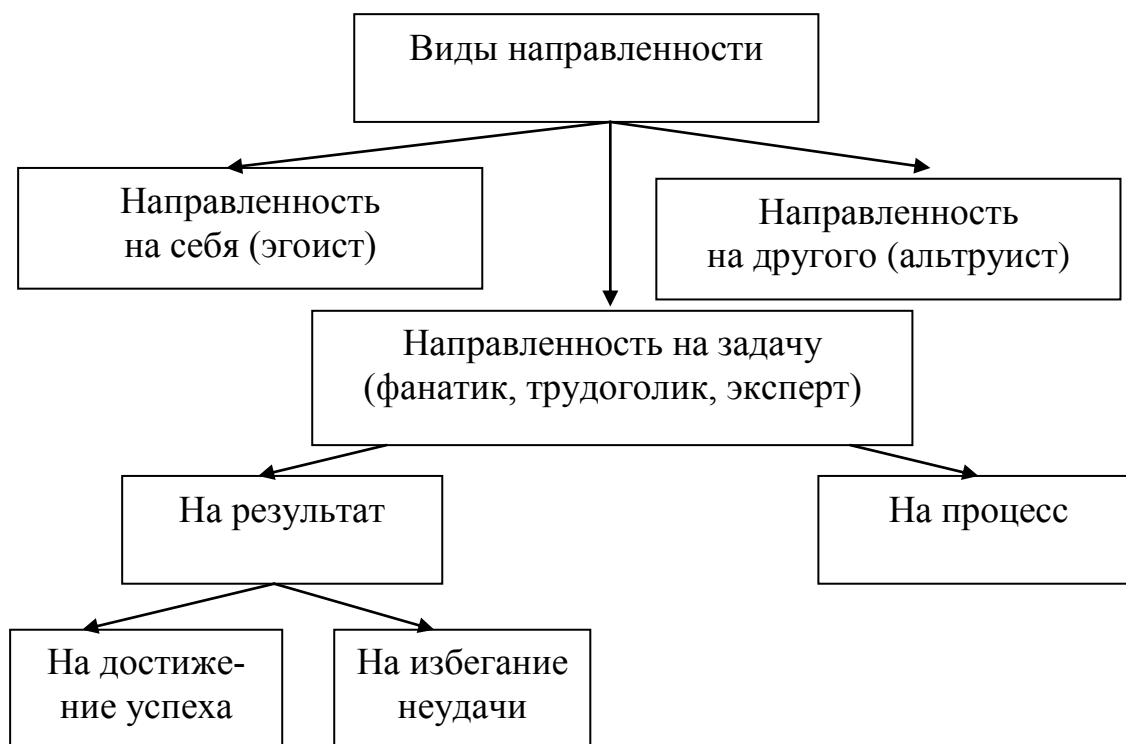 Виды направленности
Направленность
на себя (эгоист)
Направленность
на другого (альтруист)
Направленность на задачу
(фанатик, трудоголик, эксперт)
На результат
На процесс
На достиже-
ние успеха
На избегание
неудачи